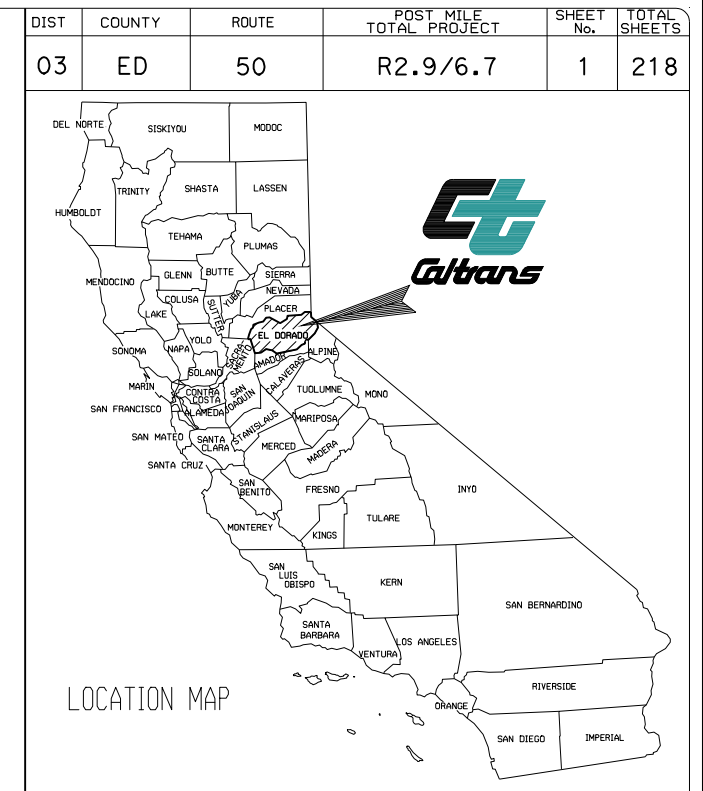 DIST COUNTY ROUTE POST MILE TOTAL PROJECT SHEET No. TOTAL SHEETS
03 ED 50 R2.9/6.7 1 218
DEL NORTE
SISKIYOU
MODOC
TRINITY
SHASTA
LASSEN
HUMBOLDT
TEHAMA
PLUMAS
Caltrans
MENDOCINO
GLENN
BUTTE
SIERRA
NEVADA
YUBA
COLUSA
SUTTER
PLACER
LAKE
EL DORADO
YOLO
SONOMA
NAPA
SACRA-
MENTO
ALPINE
AMADOR
SOLANO
CALAVERAS
MARIN
CONTRA
COSTA
SAN
JOAQUIN
TUOLUMNE
MONO
SAN FRANCISCO
ALAMEDA
STANISLAUS
MARIPOSA
SAN MATEO
SANTA
CLARA
MERCED
MADERA
SANTA CRUZ
SAN
BENITO
FRESNO
INYO
MONTEREY
TULARE
KINGS
SAN
LUIS
OBISPO
KERN
SAN BERNARDINO
SANTA
BARBARA
VENTURA
LOS ANGELES
LOCATION MAP
ORANGE
RIVERSIDE
SAN DIEGO
IMPERIAL